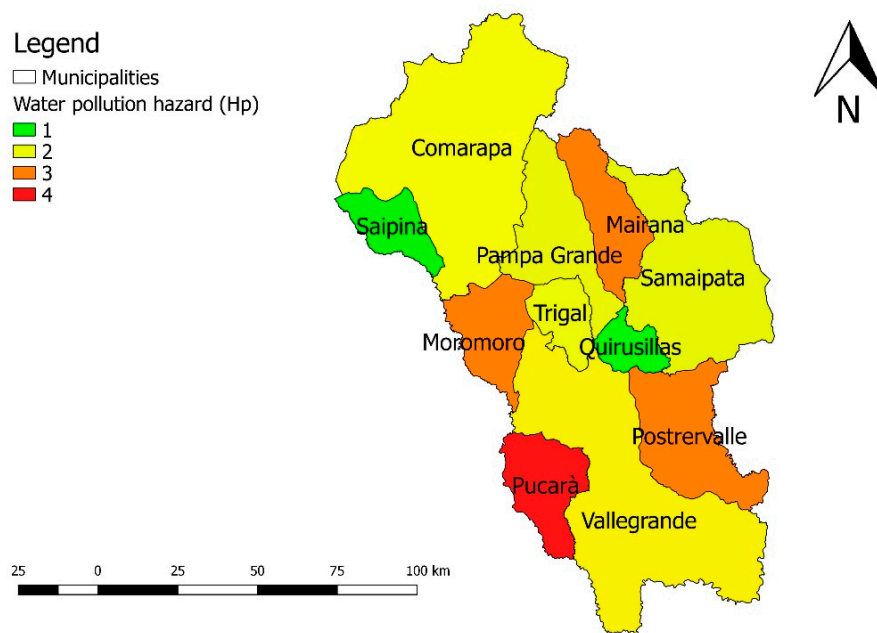 Legend
Municipalities
Water pollution hazard (Hp)
1
2
3
4
N
Comarapa
Saipina
Mairana
Pampa Grande
Samaipata
Trigal
Moromoro
Quirusillas
Postrervalle
Pucarà
Vallegrande
25 0 25 50 75 100 km